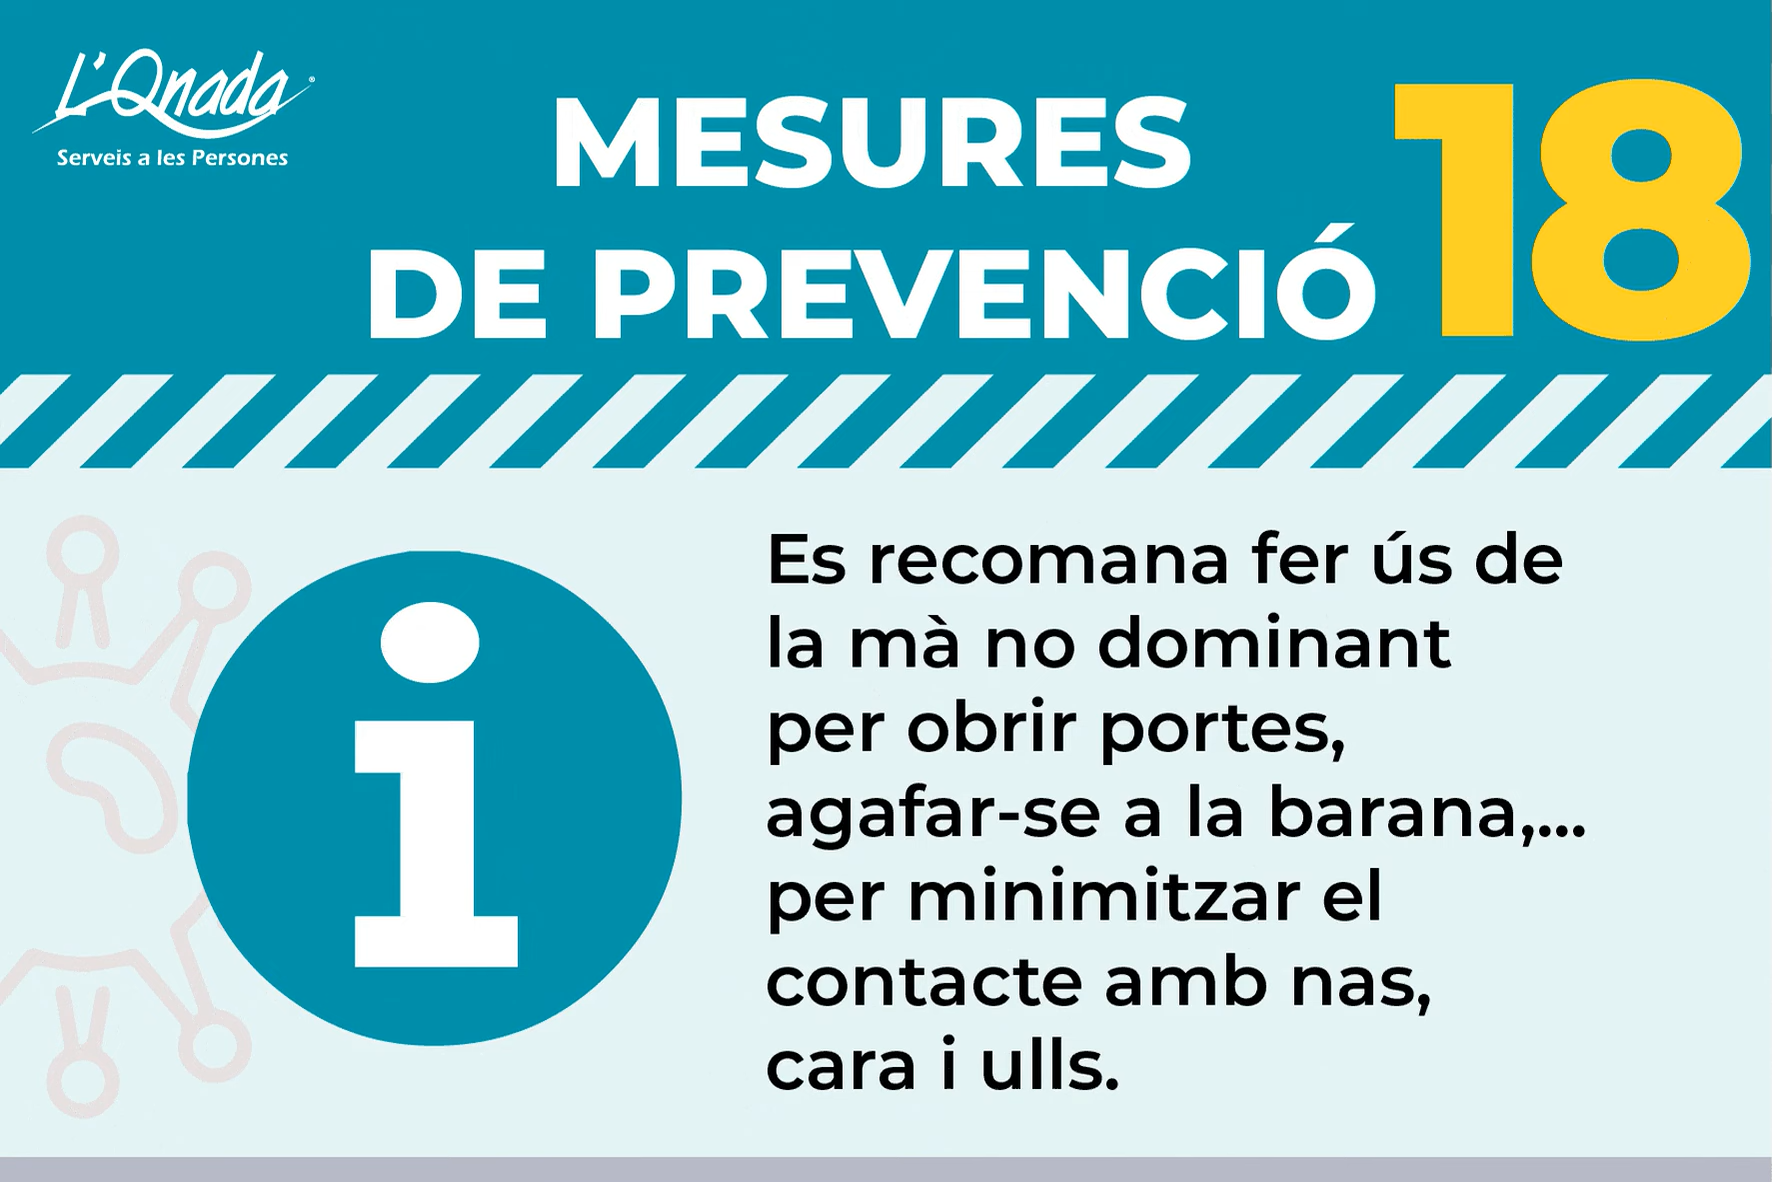 L'Qnada®
Serveis a les Persones
MESURES
DE PREVENCIÓ
18
i
Es recomana fer ús de
la mà no dominant
per obrir portes,
agafar-se a la barana,...
per minimitzar el
contacte amb nas,
cara i ulls.